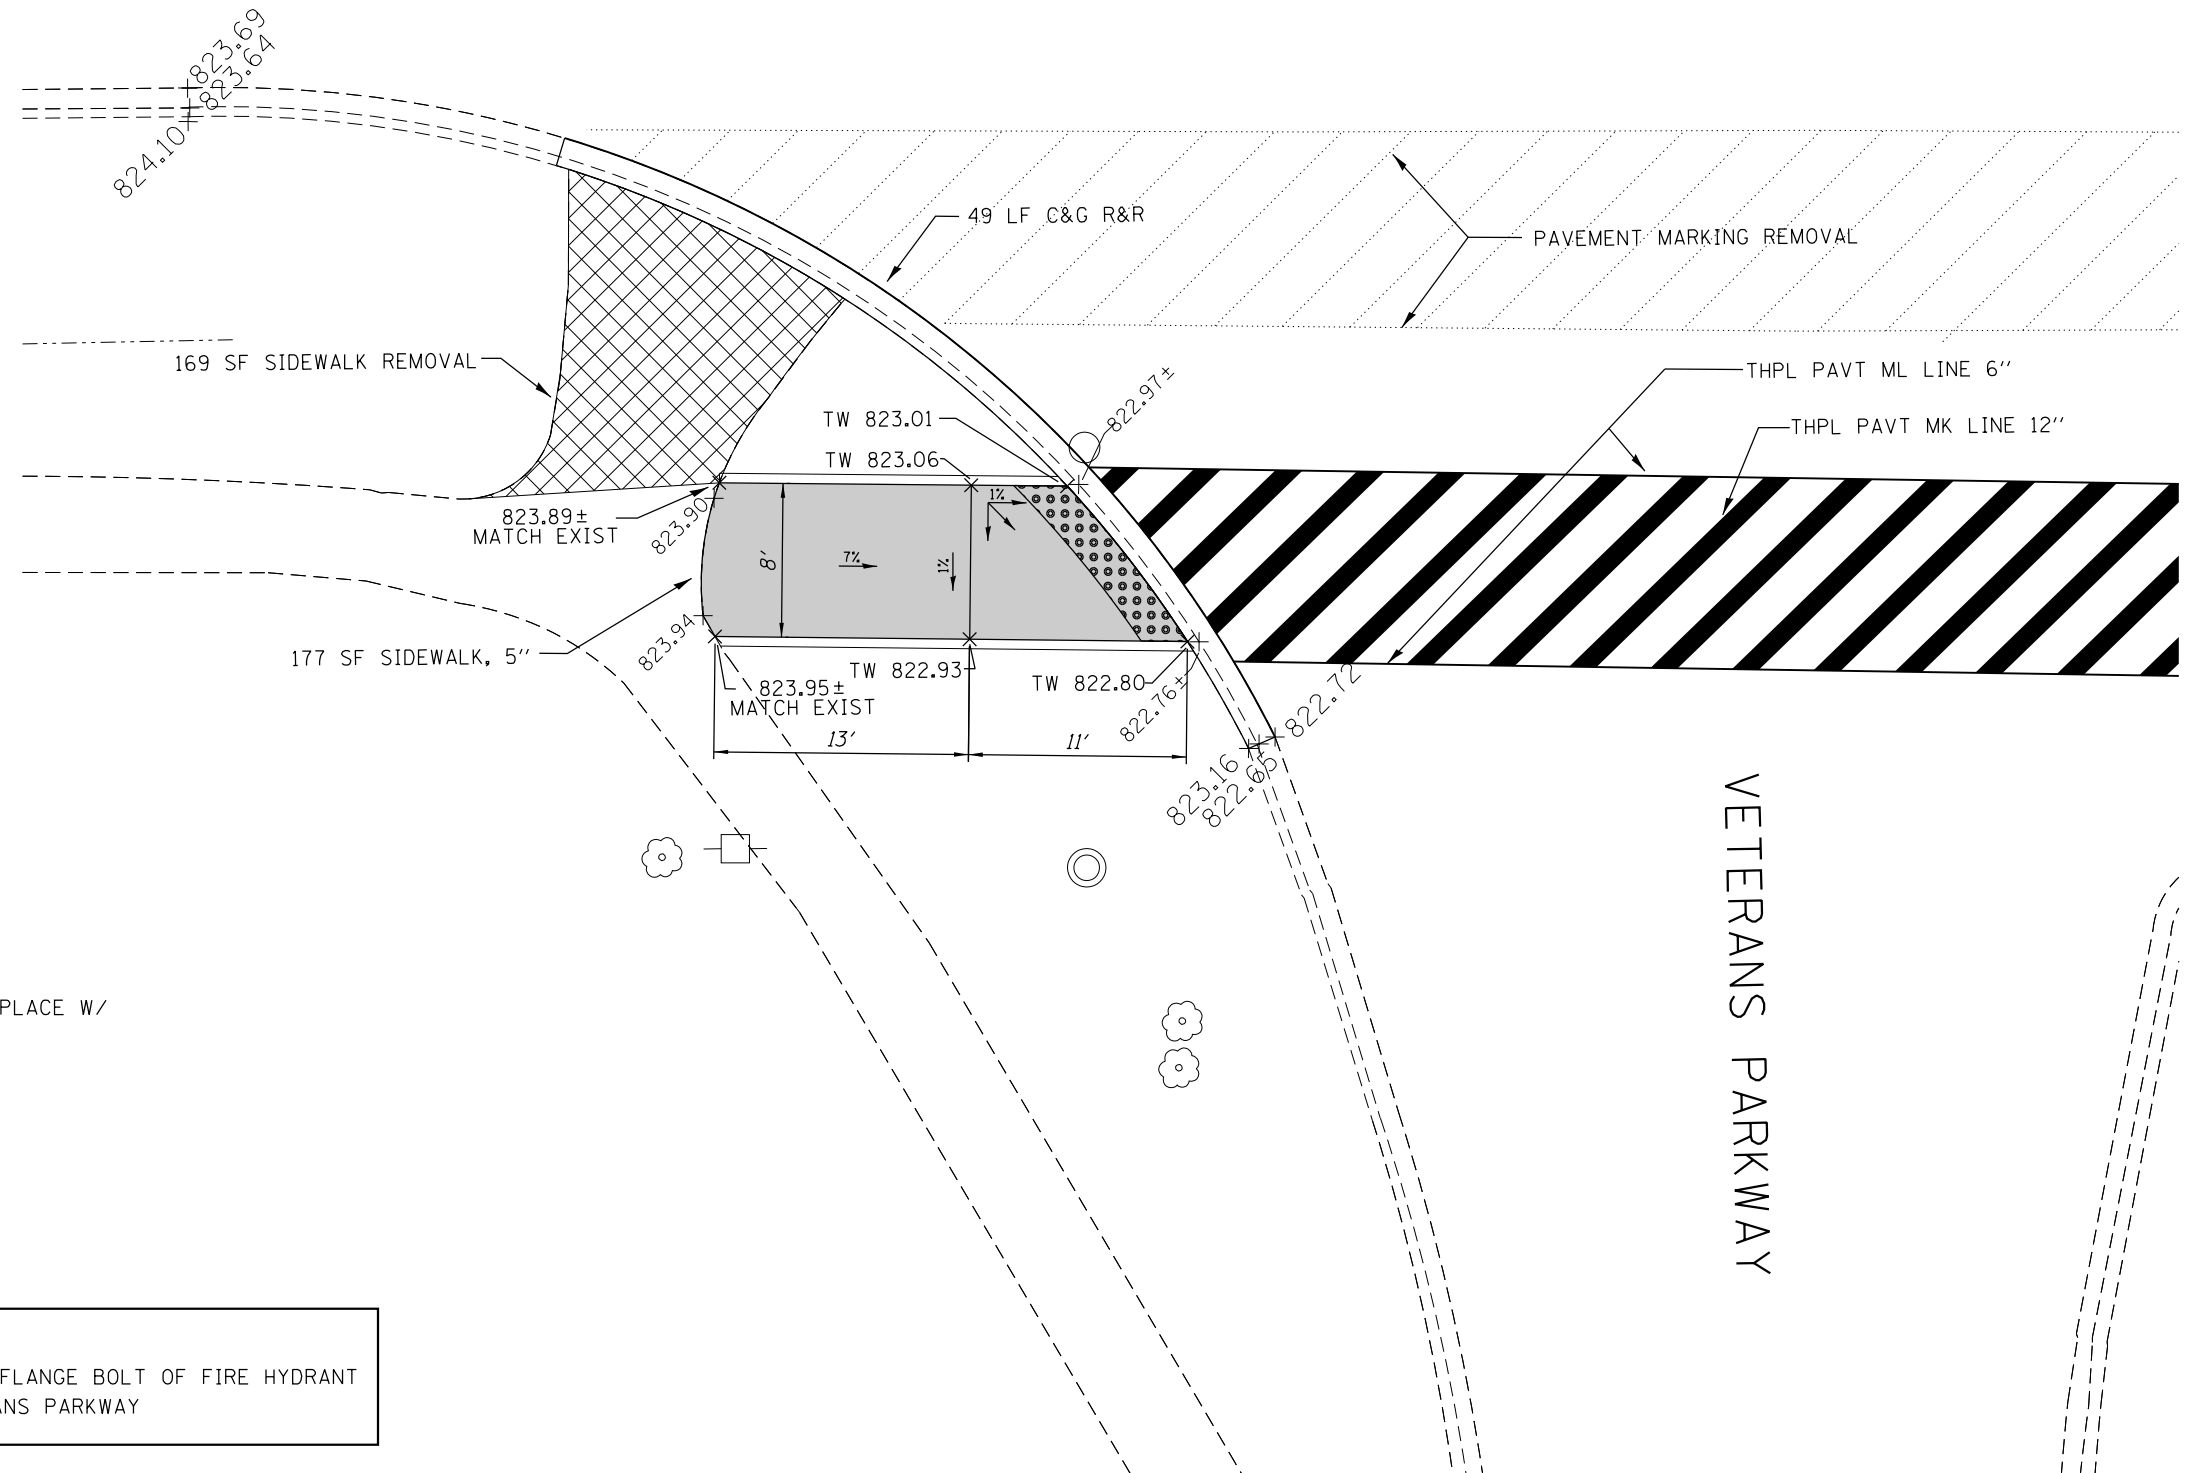 823.69
823.64
824.10
49 LF C&G R&R
PAVEMENT MARKING REMOVAL
169 SF SIDEWALK REMOVAL
THPL PAVT ML LINE 6''
THPL PAVT MK LINE 12''
822.97±
TW 823.01
TW 823.06
823.89±
MATCH EXIST
823.90
1%
8'
7%
1%
823.94
177 SF SIDEWALK, 5''
TW 822.93
TW 822.80
823.95±
MATCH EXIST
822.76±
822.72
13'
11'
823.16
822.65
VETERANS PARKWAY
PLACE W/
FLANGE BOLT OF FIRE HYDRANT
ANS PARKWAY